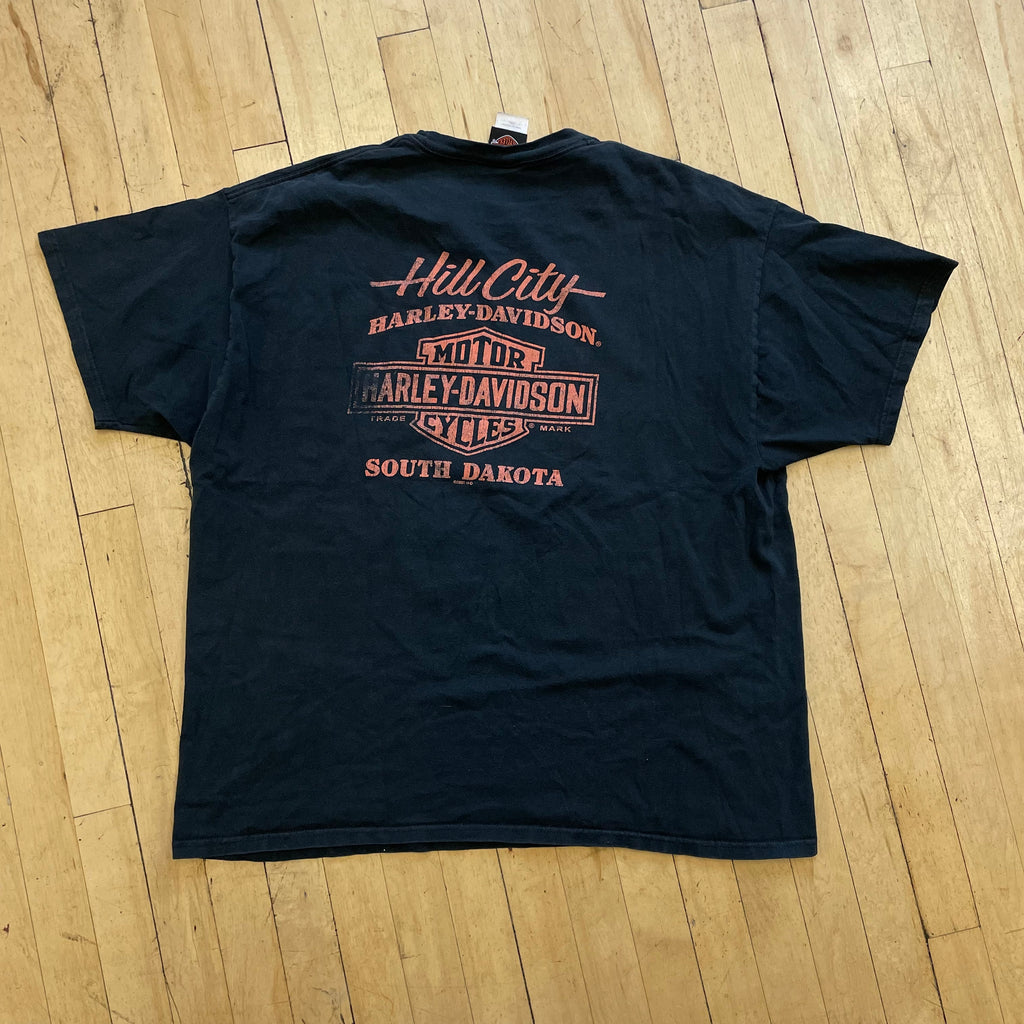 Hill City
HARLEY-DAVIDSON®
MOTOR
HARLEY-DAVIDSON
TRADE ® MARK
CYCLES
SOUTH DAKOTA